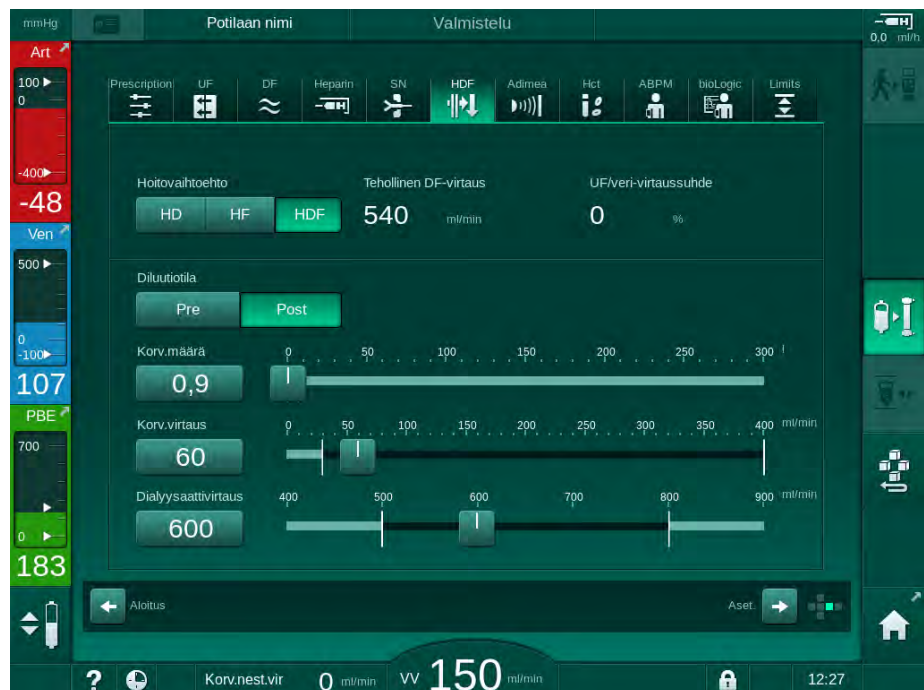 mmHg Potilaan nimi Valmistelu
0,0 ml/h
Art
100
0
-400
-48
Ven
500
0
-100
107
PBE
700
0
183
Prescription UF DF Heparin SN HDF Adimea Hct ABPM bioLogic Limits
Hoitovaihtoehto Tehollinen DF-virtaus UF/veri-virtaussuhde
HD HF HDF 540 ml/min 0 %
Diluutiotila
Pre Post
Korv.määrä 0 50 100 150 200 250 300 l
0,9
Korv.virtaus 0 50 100 150 200 250 300 350 400 ml/min
60
Dialyysaattivirtaus 400 500 600 700 800 900 ml/min
600
Aloitus Aset.
? Korv.nest.vir 0 ml/min VV 150 ml/min 12:27